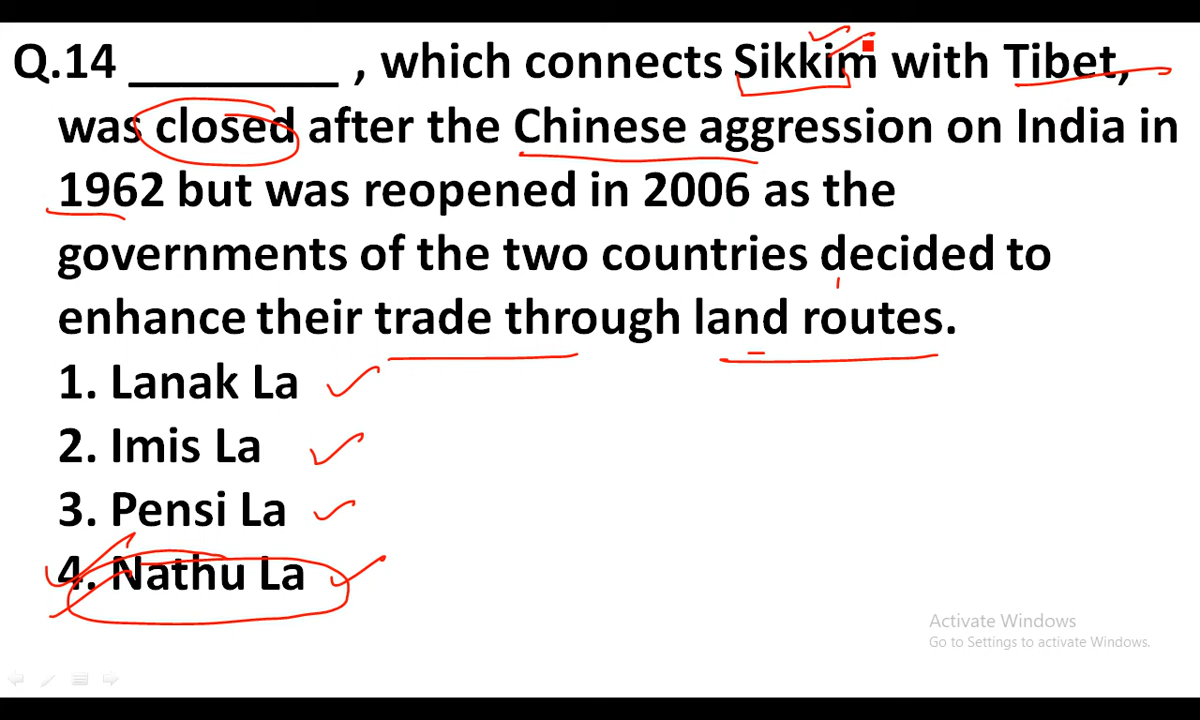 Q.14 ________ , which connects Sikkim with Tibet,
was closed after the Chinese aggression on India in
1962 but was reopened in 2006 as the
governments of the two countries decided to
enhance their trade through land routes.
1. Lanak La
2. Imis La
3. Pensi La
4. Nathu La
Activate Windows
Go to Settings to activate Windows.